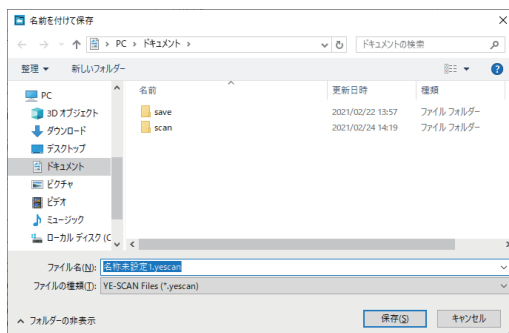 名前を付けて保存
PC › ドキュメント ›
ドキュメントの検索
整理 新しいフォルダー
名前 更新日時 種類
PC
3D オブジェクト
ダウンロード
デスクトップ
ドキュメント
ピクチャ
ビデオ
ミュージック
ローカル ディスク (C
save 2021/02/22 13:57 ファイル フォルダー
scan 2021/02/24 14:19 ファイル フォルダー
ファイル名(N): 名称未設定1.yescan
ファイルの種類(T): YE-SCAN Files (*.yescan)
フォルダーの非表示
保存(S) キャンセル